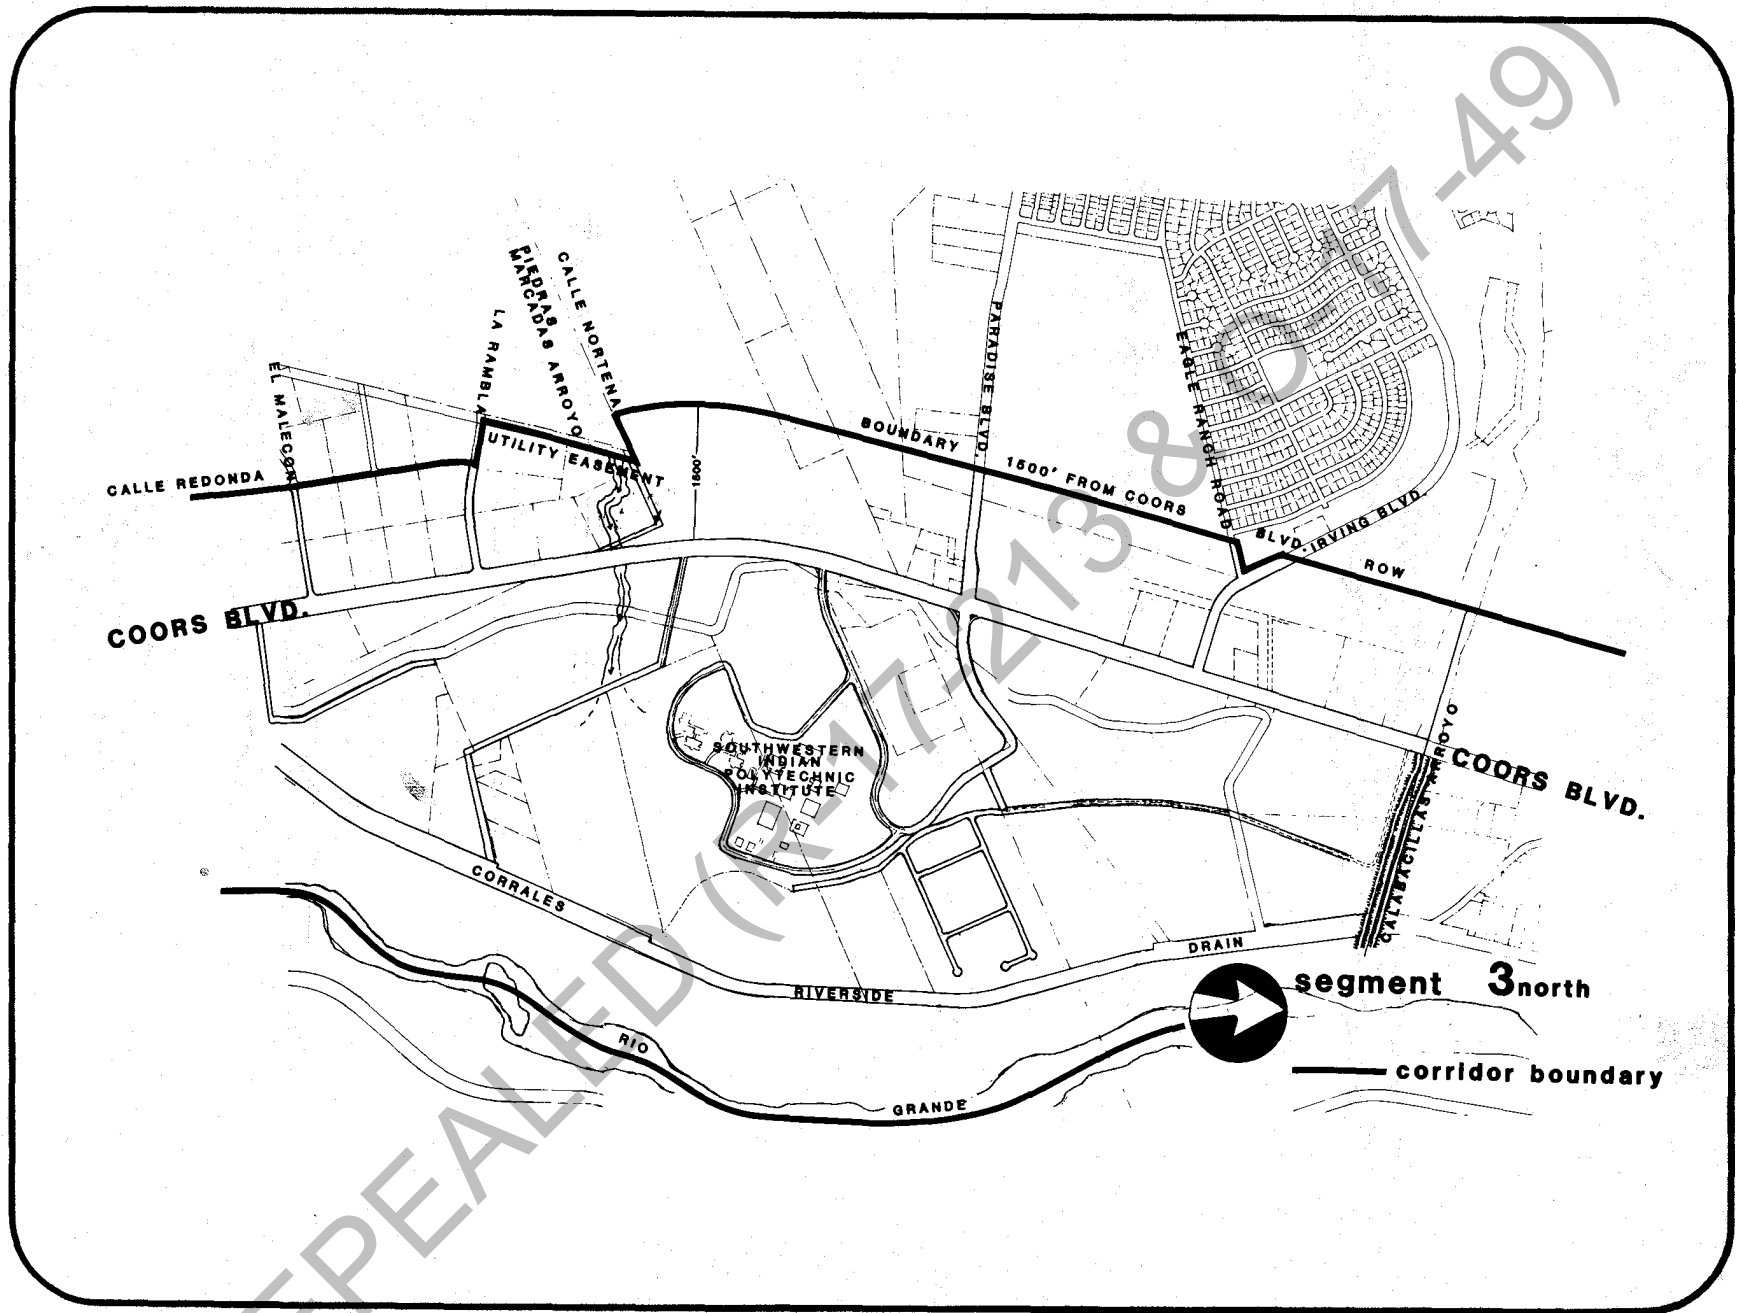 EL MALECON
LA RAMBLA
PIEDRAS
MARCADAS ARROYO
CALLE NORTENA
PARADISE BLVD.
EAGLE RANCH ROAD
CALLE REDONDA
UTILITY EASEMENT
1500'
BOUNDARY 1500' FROM COORS BLVD. ROW
IRVING BLVD.
COORS BLVD.
SOUTHWESTERN
INDIAN
POLYTECHNIC
INSTITUTE
COORS BLVD.
CALABACILLAS ARROYO
CORRALES RIVERSIDE DRAIN
RIO GRANDE
segment 3 north
corridor boundary
REPEALED (R-17-213 & O-17-49)